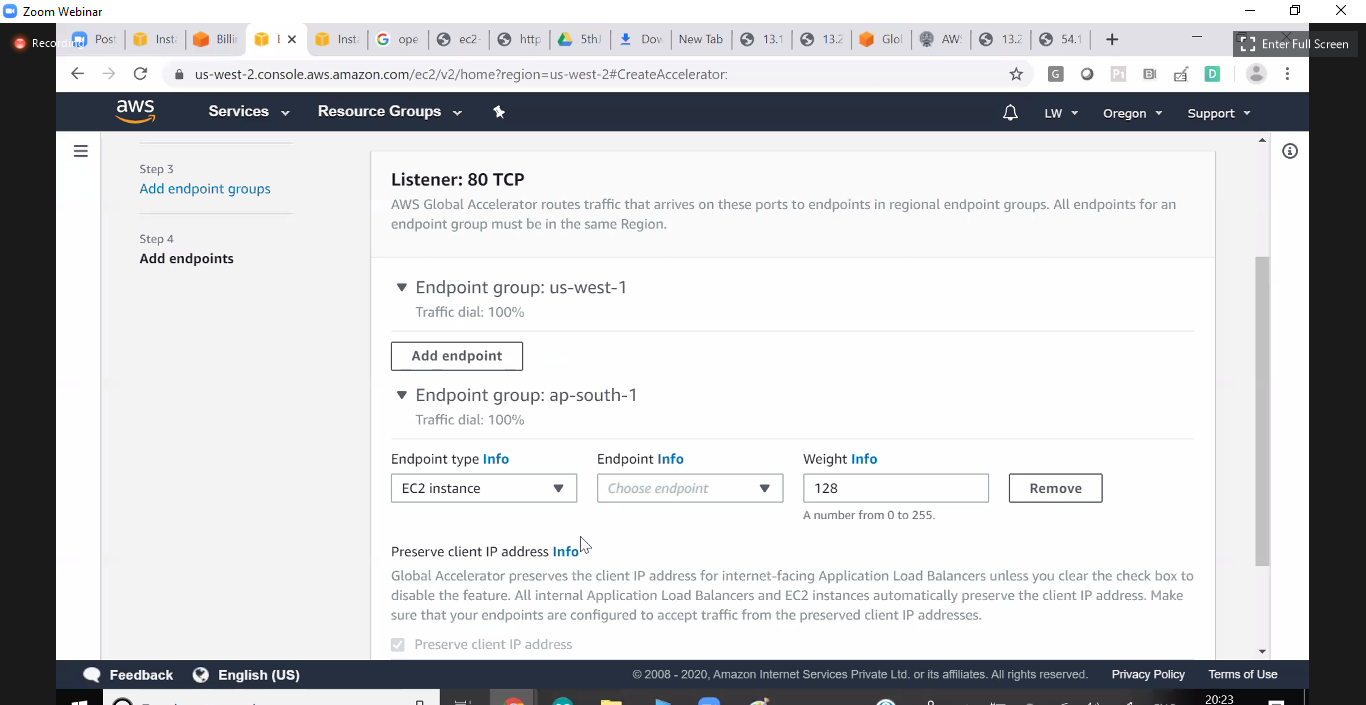 Zoom Webinar
Recording
Post
Inst
Billi
I
Inst
ope
ec2-
http
5th
Dow
New Tab
13.1
13.2
Glo
AWS
13.2
54.1
Enter Full Screen
us-west-2.console.aws.amazon.com/ec2/v2/home?region=us-west-2#CreateAccelerator:
aws
Services
Resource Groups
LW
Oregon
Support
Step 3
Add endpoint groups
Step 4
Add endpoints
Listener: 80 TCP
AWS Global Accelerator routes traffic that arrives on these ports to endpoints in regional endpoint groups. All endpoints for an
endpoint group must be in the same Region.
Endpoint group: us-west-1
Traffic dial: 100%
Add endpoint
Endpoint group: ap-south-1
Traffic dial: 100%
Endpoint type Info
Endpoint Info
Weight Info
EC2 instance
Choose endpoint
128
Remove
A number from 0 to 255.
Preserve client IP address Info
Global Accelerator preserves the client IP address for internet-facing Application Load Balancers unless you clear the check box to
disable the feature. All internal Application Load Balancers and EC2 instances automatically preserve the client IP address. Make
sure that your endpoints are configured to accept traffic from the preserved client IP addresses.
Preserve client IP address
Feedback
English (US)
© 2008 - 2020, Amazon Internet Services Private Ltd. or its affiliates. All rights reserved.
Privacy Policy
Terms of Use
20:23